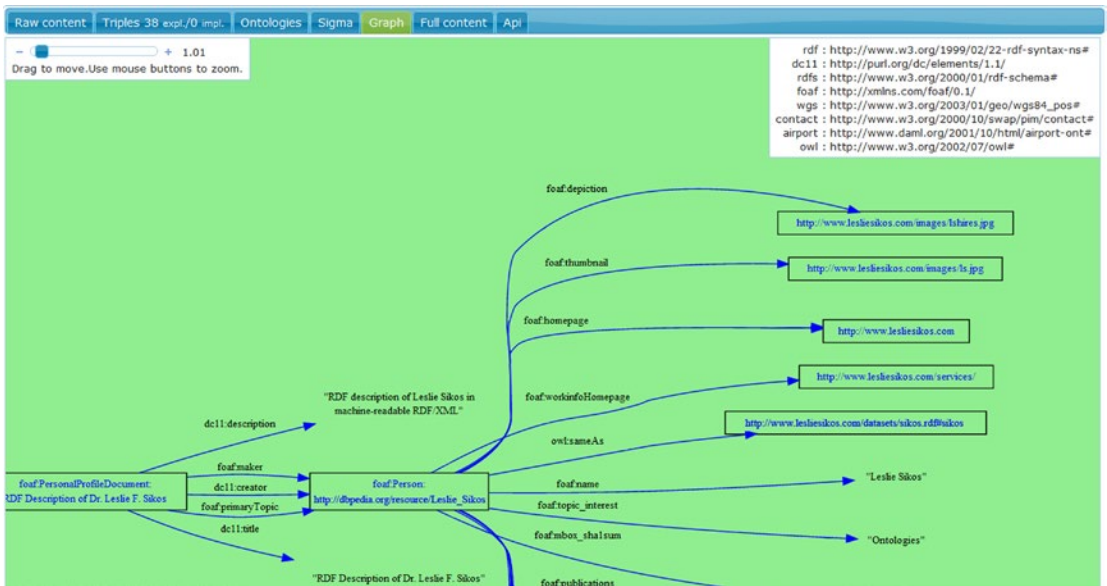 Raw content Triples 38 expl./0 impl. Ontologies Sigma Graph Full content Api
− + 1.01
Drag to move.Use mouse buttons to zoom.
rdf : http://www.w3.org/1999/02/22-rdf-syntax-ns#
dc11 : http://purl.org/dc/elements/1.1/
rdfs : http://www.w3.org/2000/01/rdf-schema#
foaf : http://xmlns.com/foaf/0.1/
wgs : http://www.w3.org/2003/01/geo/wgs84_pos#
contact : http://www.w3.org/2000/10/swap/pim/contact#
airport : http://www.daml.org/2001/10/html/airport-ont#
owl : http://www.w3.org/2002/07/owl#
foaf:depiction
http://www.lesliesikos.com/images/lshires.jpg
foaf:thumbnail
http://www.lesliesikos.com/images/ls.jpg
foaf:homepage
http://www.lesliesikos.com
http://www.lesliesikos.com/services/
foaf:workinfoHomepage
"RDF description of Leslie Sikos in
machine-readable RDF/XML"
dc11:description
http://www.lesliesikos.com/datasets/sikos.rdf#sikos
owl:sameAs
foaf:maker
foaf:PersonalProfileDocument:
RDF Description of Dr. Leslie F. Sikos
dc11:creator
foaf:primaryTopic
dc11:title
foaf:Person:
http://dbpedia.org/resource/Leslie_Sikos
foaf:name
"Leslie Sikos"
foaf:topic_interest
foaf:mbox_sha1sum
"Ontologies"
"RDF Description of Dr. Leslie F. Sikos"
foaf:publications